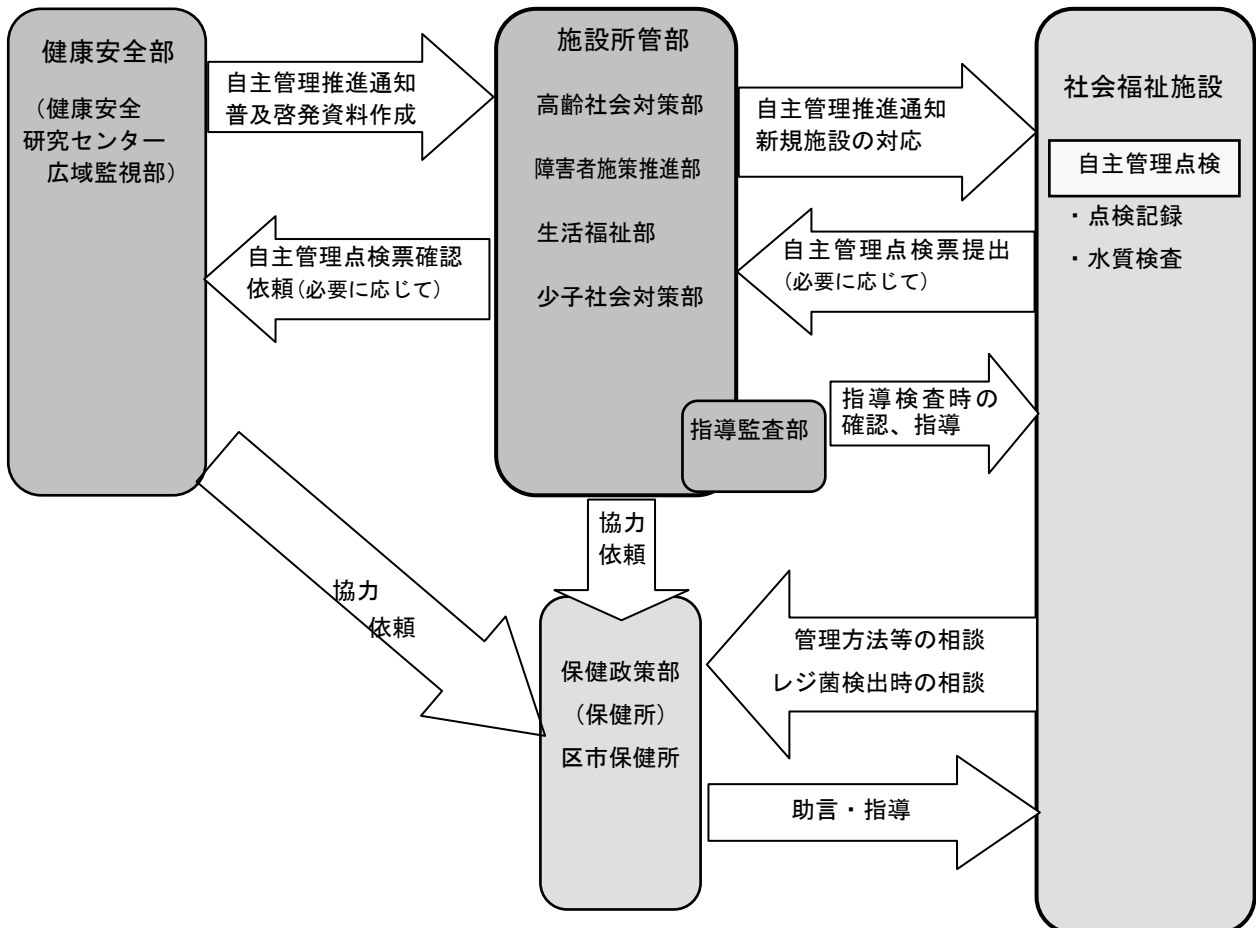 健康安全部
（健康安全
研究センター
広域監視部）
自主管理推進通知
普及啓発資料作成
自主管理点検票確認
依頼（必要に応じて）
施設所管部
高齢社会対策部
障害者施策推進部
生活福祉部
少子社会対策部
指導監査部
自主管理推進通知
新規施設の対応
自主管理点検票提出
（必要に応じて）
指導検査時の
確認、指導
社会福祉施設
自主管理点検
・点検記録
・水質検査
協力
依頼
協力
依頼
保健政策部
（保健所）
区市保健所
管理方法等の相談
レジ菌検出時の相談
助言・指導